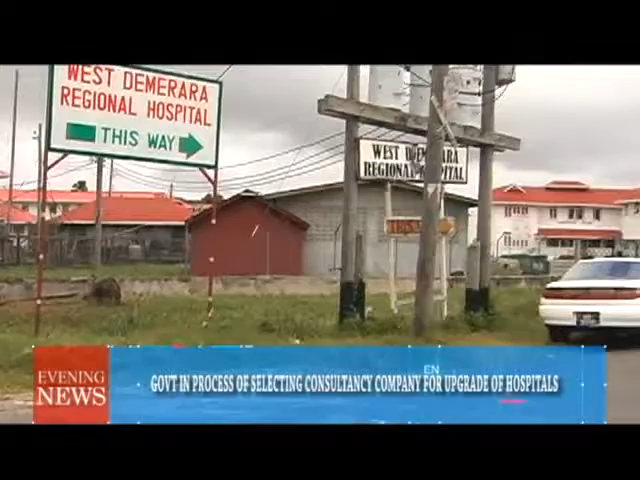 WEST DEMERARA
REGIONAL HOSPITAL
THIS WAY
WEST DEMERARA
REGIONAL HOSPITAL
EVENING
NEWS
EN
GOVT IN PROCESS OF SELECTING CONSULTANCY COMPANY FOR UPGRADE OF HOSPITALS